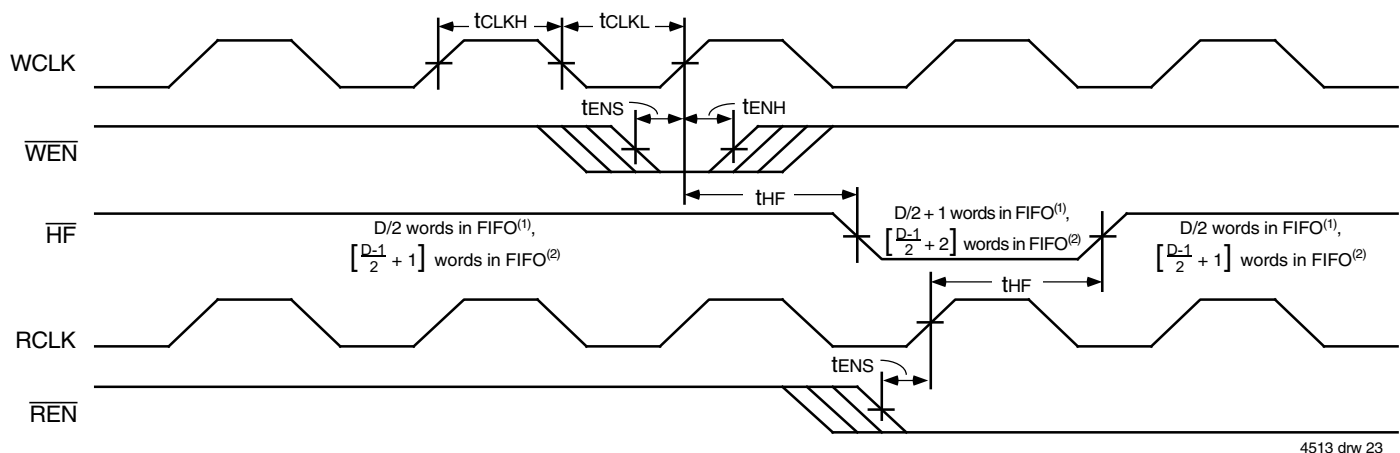 tCLKH tCLKL
WCLK
tENS tENH
WEN
tHF
HF
D/2 words in FIFO(1),
[D-1/2 + 1] words in FIFO(2)
D/2 + 1 words in FIFO(1),
[D-1/2 + 2] words in FIFO(2)
D/2 words in FIFO(1),
[D-1/2 + 1] words in FIFO(2)
tHF
RCLK
tENS
REN
4513 drw 23